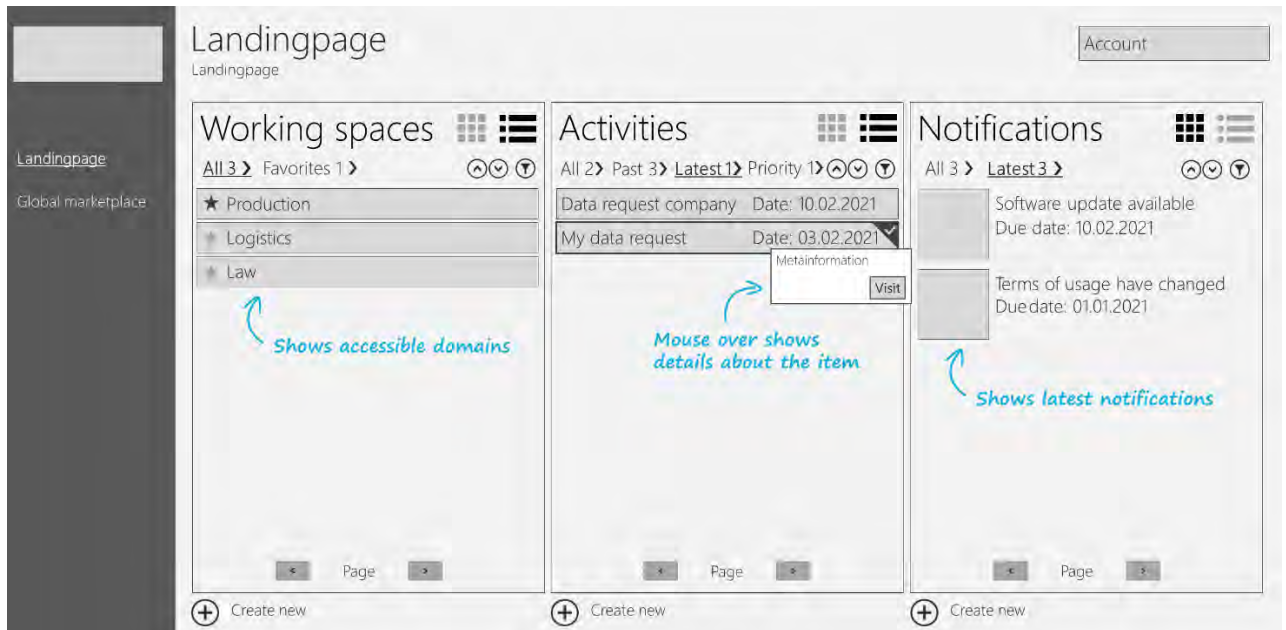 Landingpage
Landingpage
Account
Landingpage
Global marketplace
Working spaces
All 3 ❯ Favorites 1 ❯
★ Production
★ Logistics
★ Law
Shows accessible domains
< Page >
Create new
Activities
All 2❯ Past 3❯ Latest 1❯ Priority 1❯
Data request company Date: 10.02.2021
My data request Date: 03.02.2021
Metainformation
Visit
Mouse over shows
details about the item
< Page >
Create new
Notifications
All 3 ❯ Latest 3 ❯
Software update available
Due date: 10.02.2021
Terms of usage have changed
Due date: 01.01.2021
Shows latest notifications
< Page >
Create new